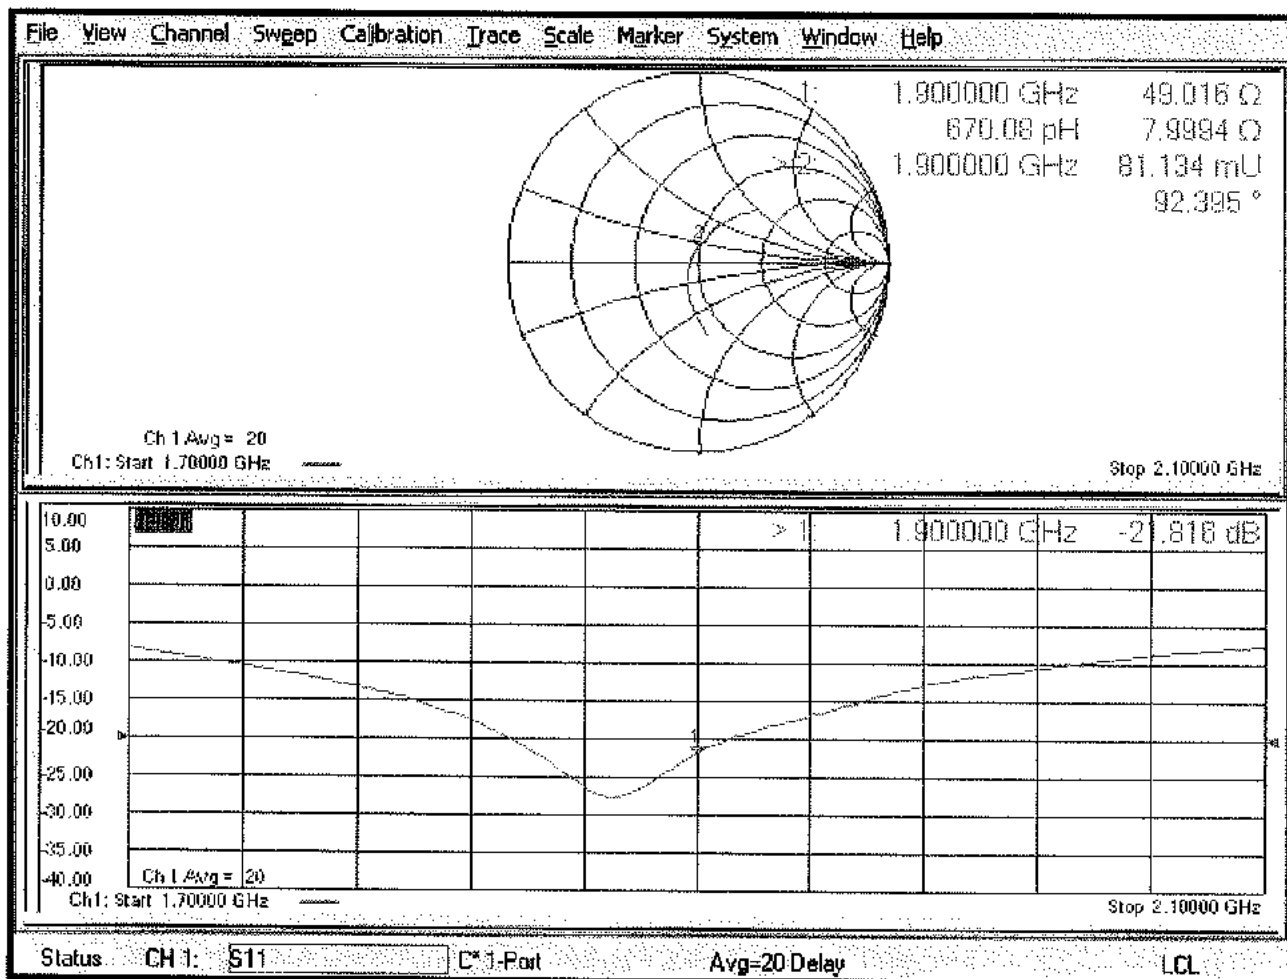 File View Channel Sweep Calibration Trace Scale Marker System Window Help
1: 1.900000 GHz 49.016 Ω
670.08 pH 7.9994 Ω
> 2: 1.900000 GHz 81.134 mU
92.395 °
2
Ch 1 Avg = 20
Ch1: Start 1.70000 GHz
Stop 2.10000 GHz
10.00
5.00
0.00
-5.00
-10.00
-15.00
-20.00
-25.00
-30.00
-35.00
-40.00
> 1: 1.900000 GHz -21.818 dB
1
Ch 1 Avg = 20
Ch1: Start 1.70000 GHz
Stop 2.10000 GHz
Status CH 1: S11 C* 1-Port Avg=20 Delay LCL